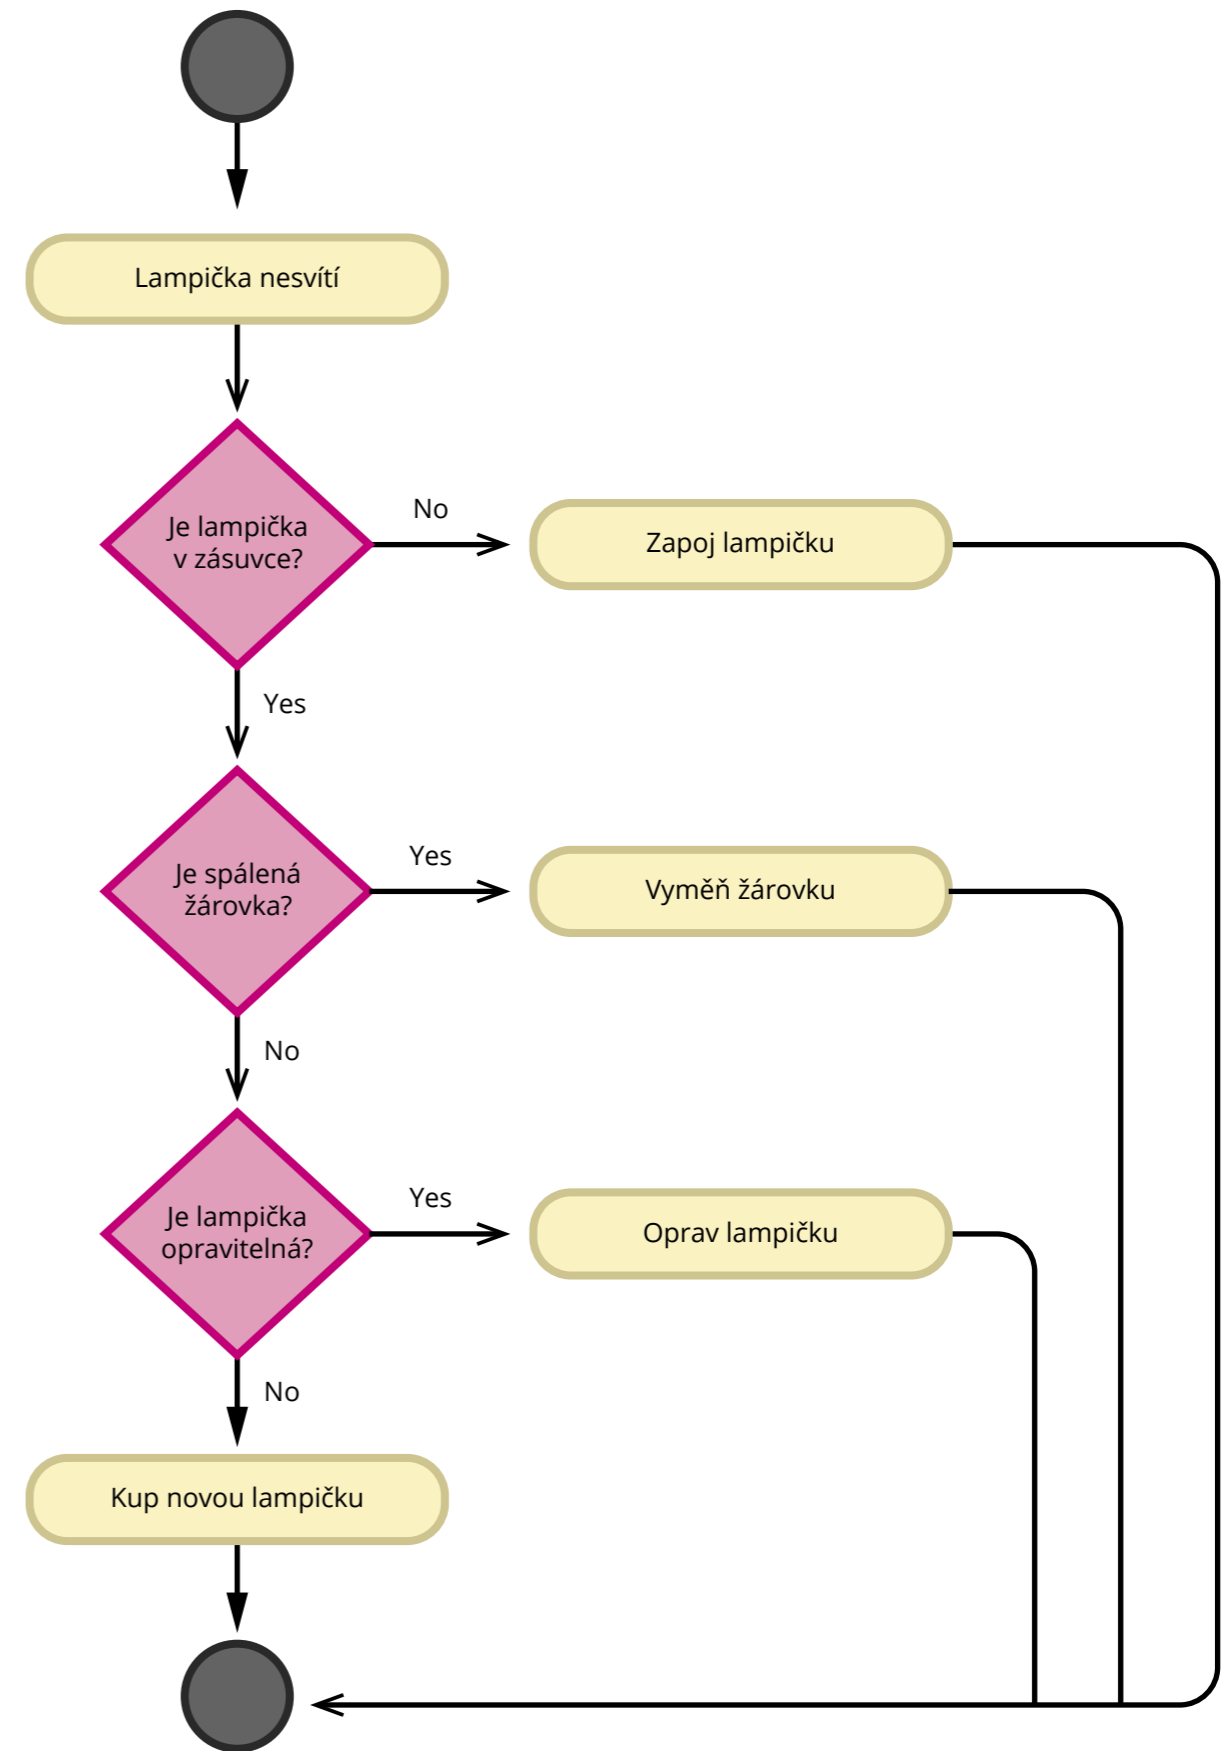 Lampička nesvítí
Je lampička
v zásuvce?
No
Zapoj lampičku
Yes
Je spálená
žárovka?
Yes
Vyměň žárovku
No
Je lampička
opravitelná?
Yes
Oprav lampičku
No
Kup novou lampičku